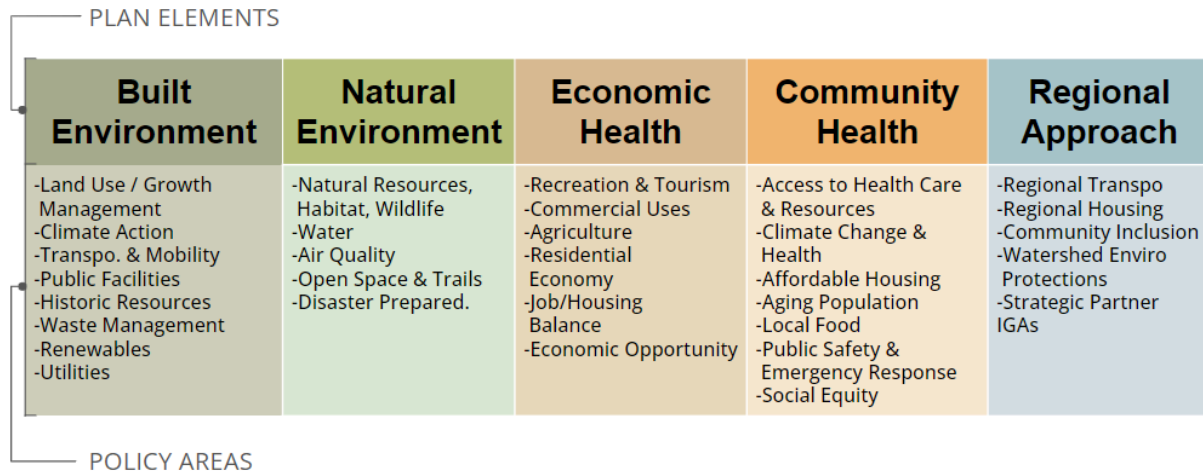 PLAN ELEMENTS
Built
Environment
-Land Use / Growth
Management
-Climate Action
-Transpo. & Mobility
-Public Facilities
-Historic Resources
-Waste Management
-Renewables
-Utilities
Natural
Environment
-Natural Resources,
Habitat, Wildlife
-Water
-Air Quality
-Open Space & Trails
-Disaster Prepared.
Economic
Health
-Recreation & Tourism
-Commercial Uses
-Agriculture
-Residential
Economy
-Job/Housing
Balance
-Economic Opportunity
Community
Health
-Access to Health Care
& Resources
-Climate Change &
Health
-Affordable Housing
-Aging Population
-Local Food
-Public Safety &
Emergency Response
-Social Equity
Regional
Approach
-Regional Transpo
-Regional Housing
-Community Inclusion
-Watershed Enviro
Protections
-Strategic Partner
IGAs
POLICY AREAS